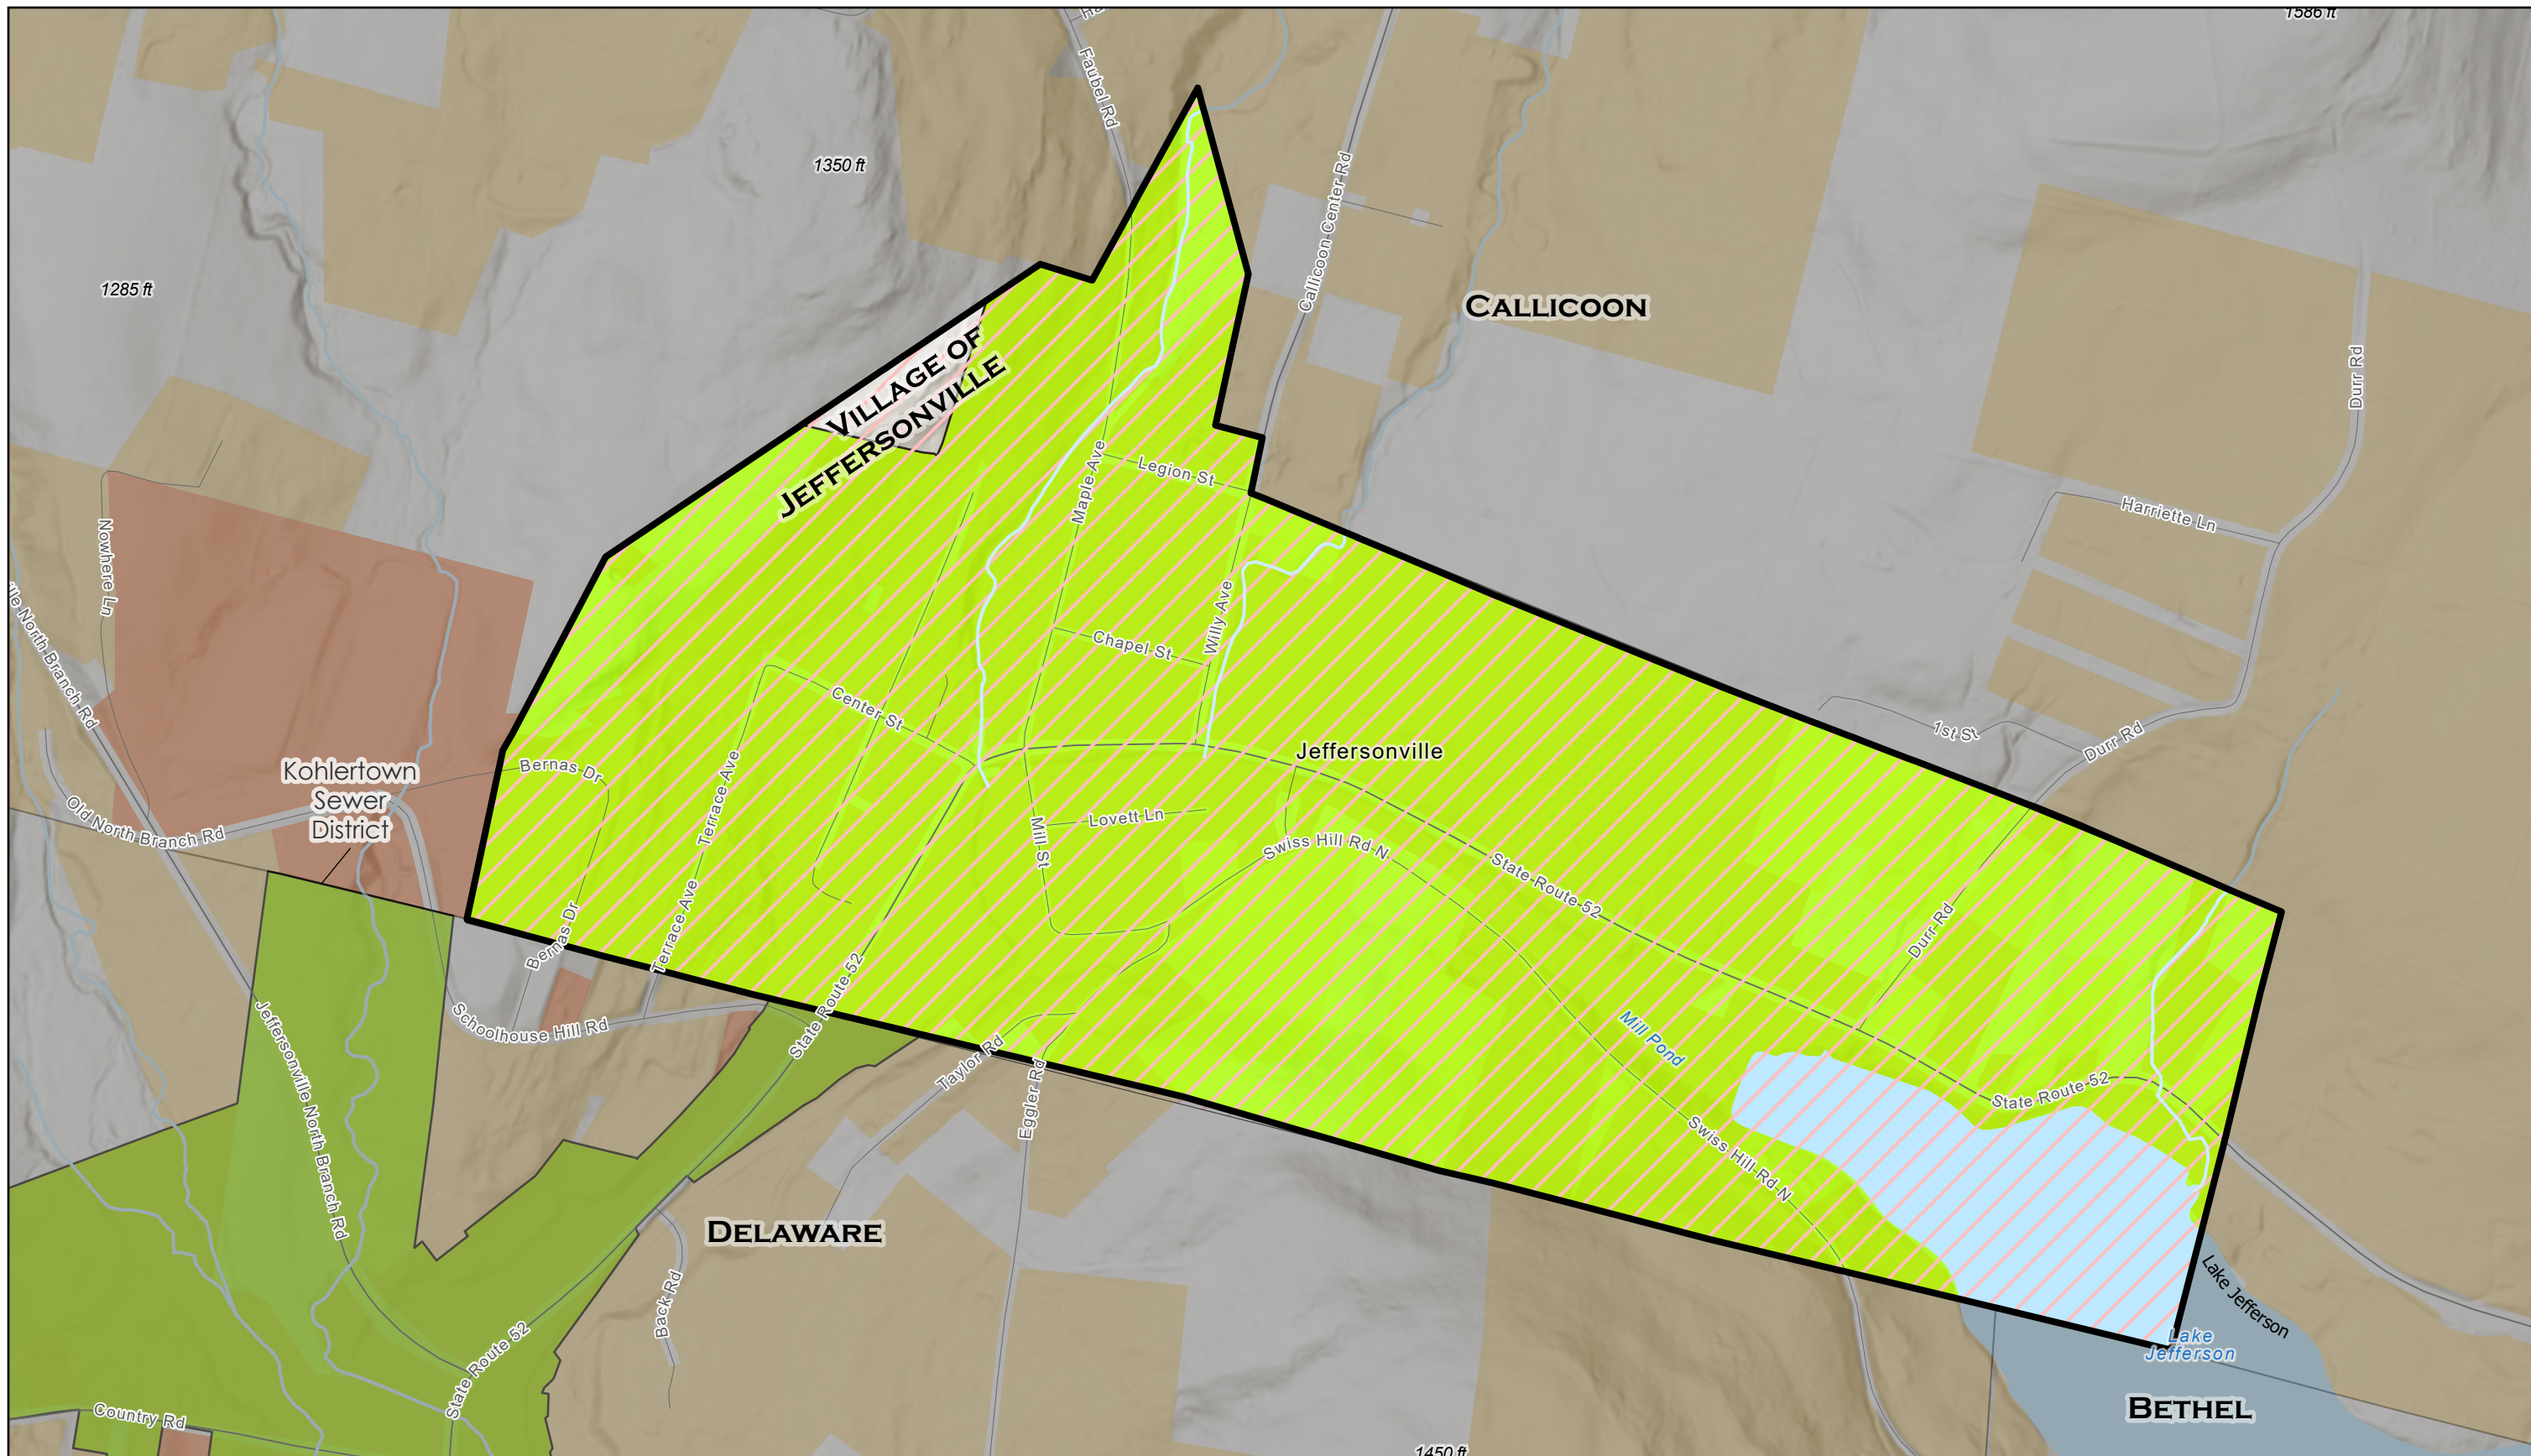 1586 ft
Faubel Rd
1350 ft
Callicoon Center Rd
1285 ft
CALLICOON
VILLAGE OF
JEFFERSONVILLE
Durr Rd
Maple Ave
Legion St
Harriette Ln
Nowhere Ln
Willy Ave
Chapel St
ille North Branch Rd
Center St
1st St
Durr Rd
Jeffersonville
Kohlertown
Sewer
District
Bernas Dr
Terrace Ave
Old North Branch Rd
Lovett Ln
Mill St
Swiss Hill Rd N
State Route 52
Terrace Ave
Bernas Dr
Durr Rd
State Route 52
Schoolhouse Hill Rd
Mill Pond
Taylor Rd
Eggler Rd
Jeffersonville North Branch Rd
State Route 52
Swiss Hill Rd N
DELAWARE
Back Rd
Lake Jefferson
Lake
Jefferson
State Route 52
BETHEL
Country Rd
1450 ft